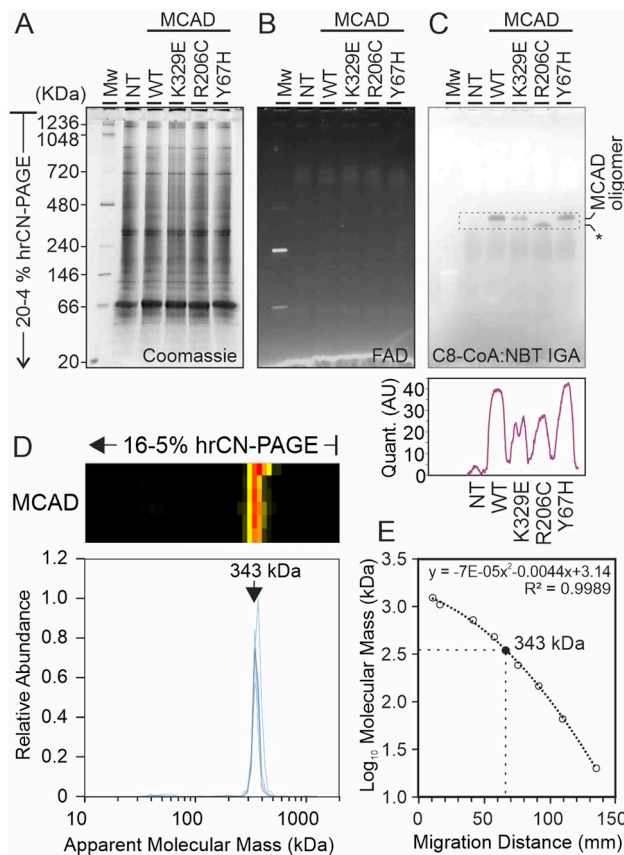 A
MCAD
Mw
NT
WT
K329E
R206C
Y67H
(KDa)
1236
1048
720
480
240
146
66
20
20-4 % hrCN-PAGE
Coomassie
B
MCAD
Mw
NT
WT
K329E
R206C
Y67H
FAD
C
MCAD
Mw
NT
WT
K329E
R206C
Y67H
MCAD
oligomer
*
C8-CoA:NBT IGA
Quant. (AU)
40
30
20
10
0
NT
WT
K329E
R206C
Y67H
D
16-5% hrCN-PAGE
MCAD
343 kDa
Relative Abundance
1.2
1.0
0.8
0.6
0.4
0.2
0
10 100 1000
Apparent Molecular Mass (kDa)
E
y = -7E-05x²-0.0044x+3.14
R² = 0.9989
343 kDa
Log₁₀ Molecular Mass (kDa)
3.5
3.0
2.5
2.0
1.5
1.0
0 50 100 150
Migration Distance (mm)